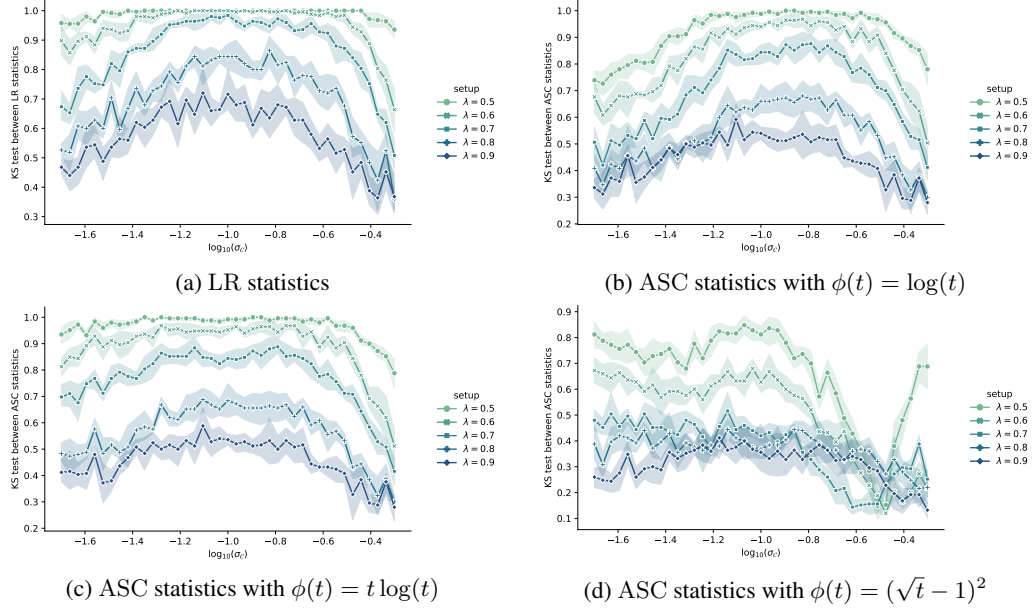 KS test between LR statistics
1.0
0.9
0.8
0.7
0.6
0.5
0.4
0.3
−1.6 −1.4 −1.2 −1.0 −0.8 −0.6 −0.4
log₁₀(σ_C)
setup
λ = 0.5
λ = 0.6
λ = 0.7
λ = 0.8
λ = 0.9
(a) LR statistics
KS test between ASC statistics
1.0
0.9
0.8
0.7
0.6
0.5
0.4
0.3
0.2
−1.6 −1.4 −1.2 −1.0 −0.8 −0.6 −0.4
log₁₀(σ_C)
setup
λ = 0.5
λ = 0.6
λ = 0.7
λ = 0.8
λ = 0.9
(b) ASC statistics with ϕ(t) = log(t)
KS test between ASC statistics
1.0
0.9
0.8
0.7
0.6
0.5
0.4
0.3
0.2
−1.6 −1.4 −1.2 −1.0 −0.8 −0.6 −0.4
log₁₀(σ_C)
setup
λ = 0.5
λ = 0.6
λ = 0.7
λ = 0.8
λ = 0.9
(c) ASC statistics with ϕ(t) = t log(t)
KS test between ASC statistics
0.9
0.8
0.7
0.6
0.5
0.4
0.3
0.2
0.1
−1.6 −1.4 −1.2 −1.0 −0.8 −0.6 −0.4
log₁₀(σ_C)
setup
λ = 0.5
λ = 0.6
λ = 0.7
λ = 0.8
λ = 0.9
(d) ASC statistics with ϕ(t) = (√t − 1)²